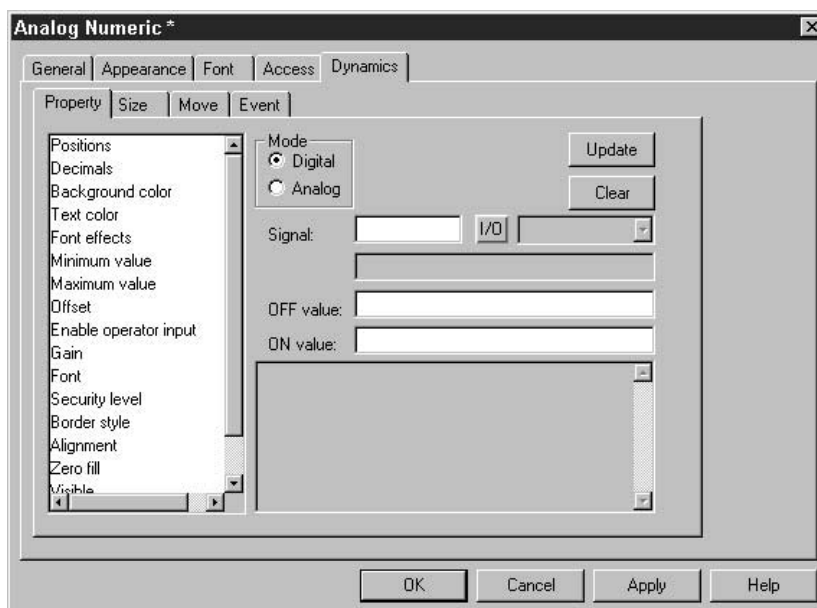 Analog Numeric *
General Appearance Font Access Dynamics
Property Size Move Event
Positions
Decimals
Background color
Text color
Font effects
Minimum value
Maximum value
Offset
Enable operator input
Gain
Font
Security level
Border style
Alignment
Zero fill
Visible
Mode
Digital
Analog
Update
Clear
Signal: I/O
OFF value:
ON value:
OK Cancel Apply Help